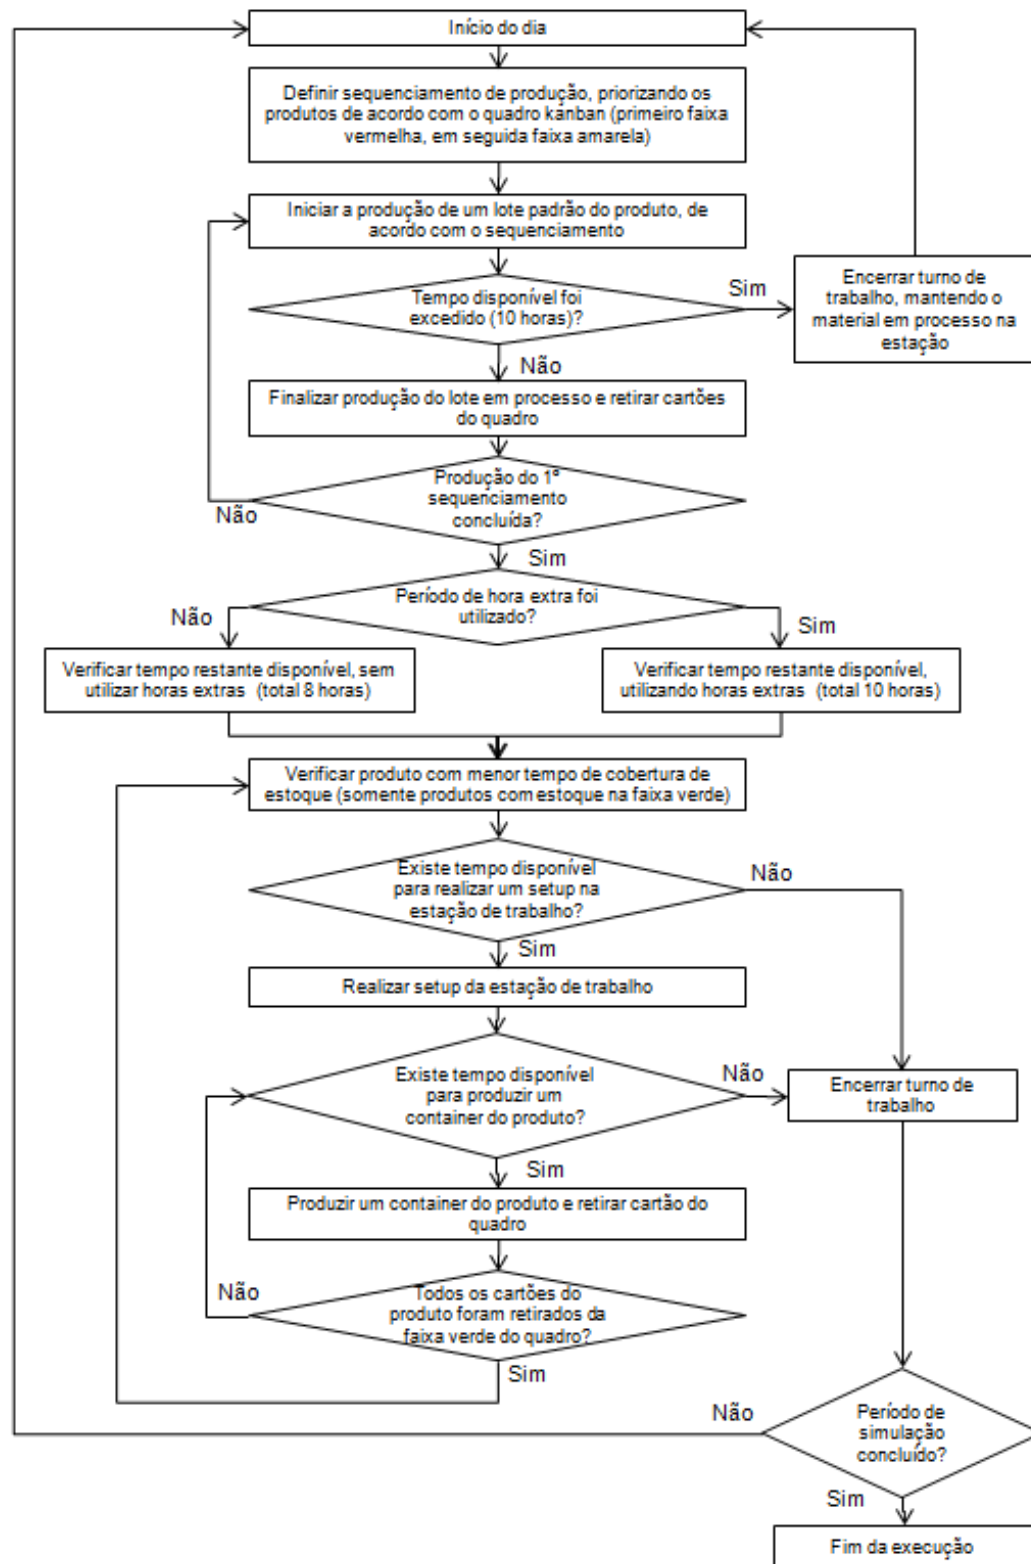 Início do dia
Definir sequenciamento de produção, priorizando os
produtos de acordo com o quadro kanban (primeiro faixa
vermelha, em seguida faixa amarela)
Iniciar a produção de um lote padrão do produto, de
acordo com o sequenciamento
Tempo disponível foi
excedido (10 horas)?
Sim
Encerrar turno de
trabalho, mantendo o
material em processo na
estação
Não
Finalizar produção do lote em processo e retirar cartões
do quadro
Produção do 1º
sequenciamento
concluída?
Não
Sim
Período de hora extra foi
utilizado?
Não
Sim
Verificar tempo restante disponível, sem
utilizar horas extras (total 8 horas)
Verificar tempo restante disponível,
utilizando horas extras (total 10 horas)
Verificar produto com menor tempo de cobertura de
estoque (somente produtos com estoque na faixa verde)
Existe tempo disponível
para realizar um setup na
estação de trabalho?
Não
Sim
Realizar setup da estação de trabalho
Existe tempo disponível
para produzir um
container do produto?
Não
Encerrar turno de
trabalho
Sim
Produzir um container do produto e retirar cartão do
quadro
Todos os cartões do
produto foram retirados da
faixa verde do quadro?
Não
Sim
Período de
simulação
concluído?
Não
Sim
Fim da execução